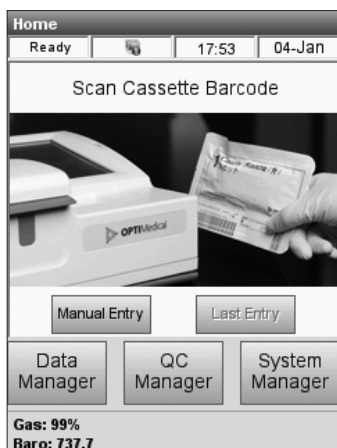 Home
Ready 17:53 04-Jan
Scan Cassette Barcode
OPTIMedical
Manual Entry Last Entry
Data Manager QC Manager System Manager
Gas: 99%
Baro: 737.7